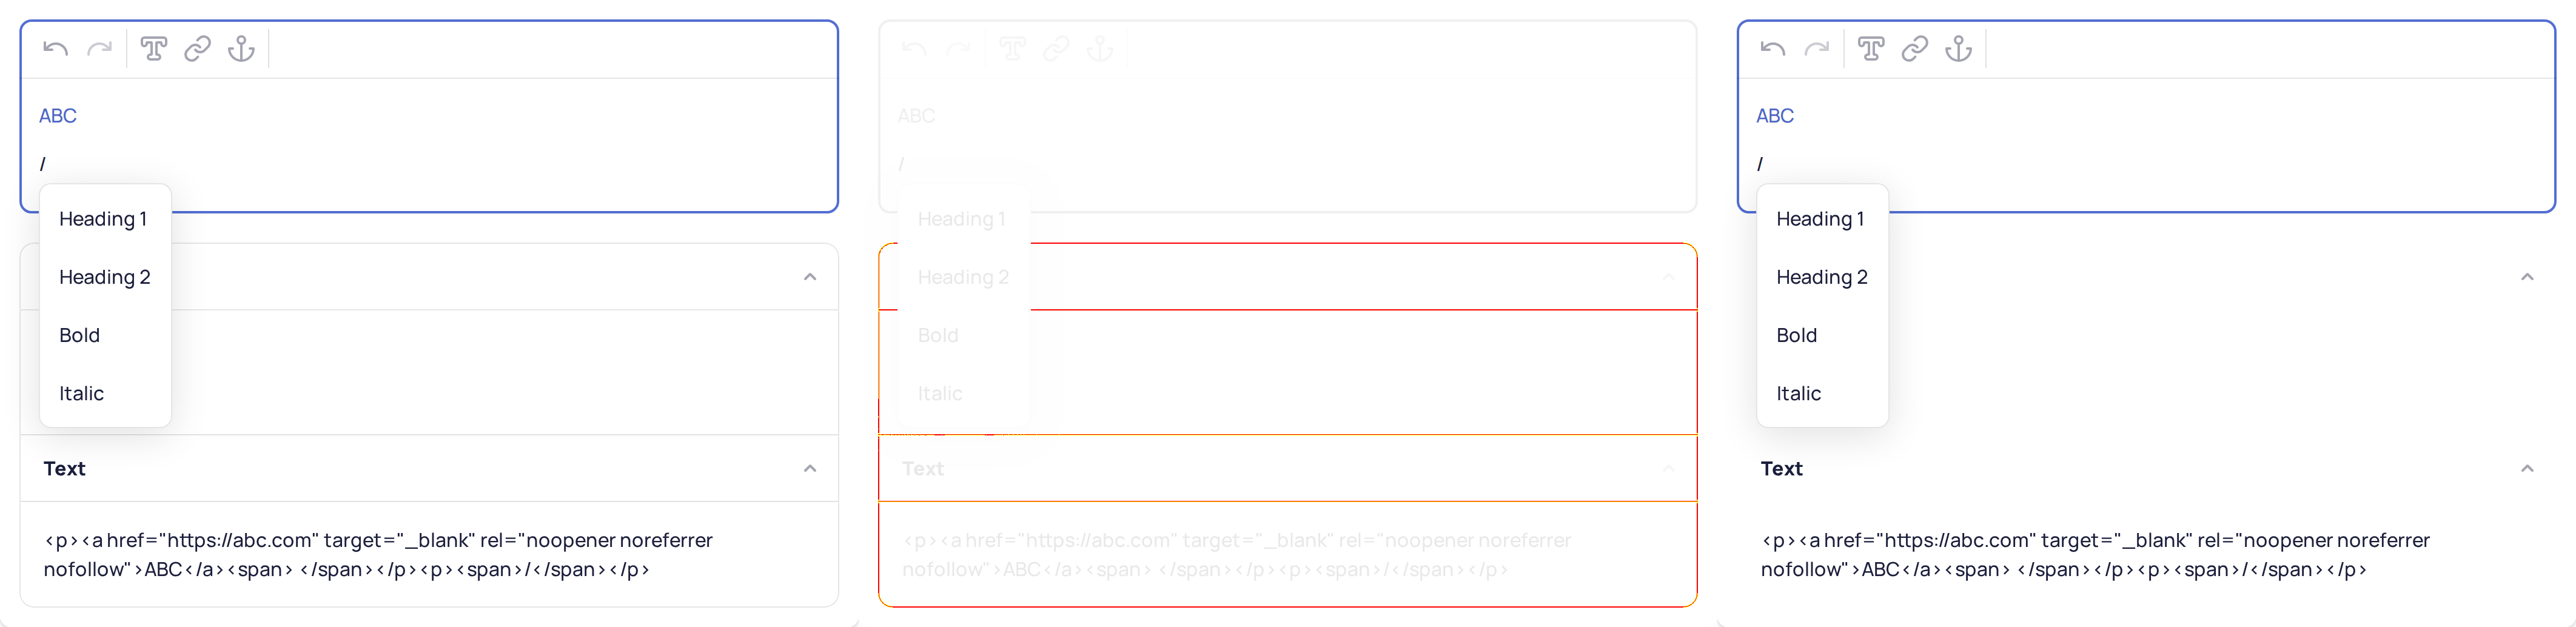 ABC
/
Heading 1
Heading 2
Bold
Italic
Text
<p><a href="https://abc.com" target="_blank" rel="noopener noreferrer
nofollow">ABC</a><span> </span></p><p><span>/</span></p>
ABC
/
Heading 1
Heading 2
Bold
Italic
Text
<p><a href="https://abc.com" target="_blank" rel="noopener noreferrer
nofollow">ABC</a><span> </span></p><p><span>/</span></p>
ABC
/
Heading 1
Heading 2
Bold
Italic
Text
<p><a href="https://abc.com" target="_blank" rel="noopener noreferrer
nofollow">ABC</a><span> </span></p><p><span>/</span></p>